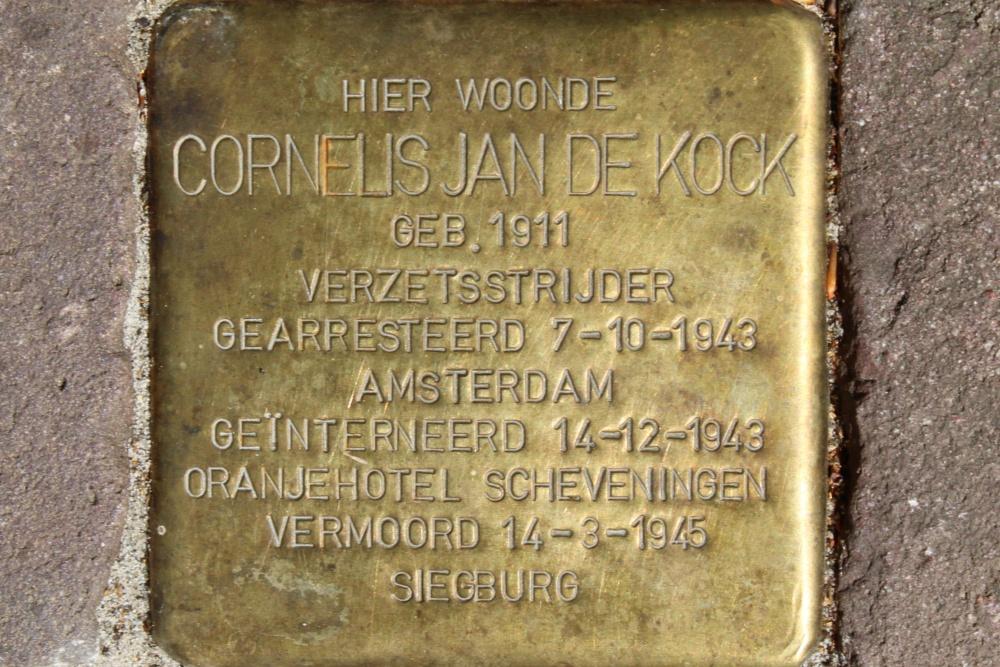 HIER WOONDE
CORNELIS JAN DE KOCK
GEB. 1911
VERZETSSTRIJDER
GEARRESTEERD 7-10-1943
AMSTERDAM
GEÏNTERNEERD 14-12-1943
ORANJEHOTEL SCHEVENINGEN
VERMOORD 14-3-1945
SIEGBURG